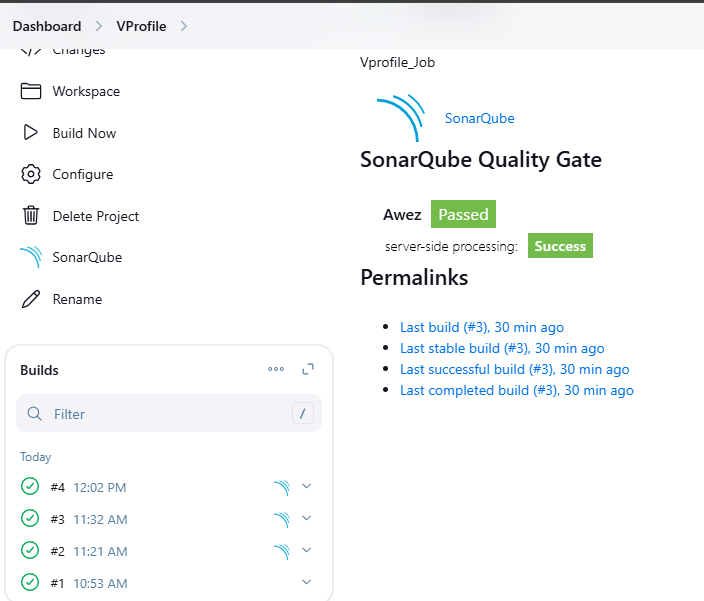 Dashboard > VProfile >
Changes
Workspace
Build Now
Configure
Delete Project
SonarQube
Rename
Builds
Filter /
Today
#4 12:02 PM
#3 11:32 AM
#2 11:21 AM
#1 10:53 AM
Vprofile_Job
SonarQube
SonarQube Quality Gate
Awez Passed
server-side processing: Success
Permalinks
Last build (#3), 30 min ago
Last stable build (#3), 30 min ago
Last successful build (#3), 30 min ago
Last completed build (#3), 30 min ago